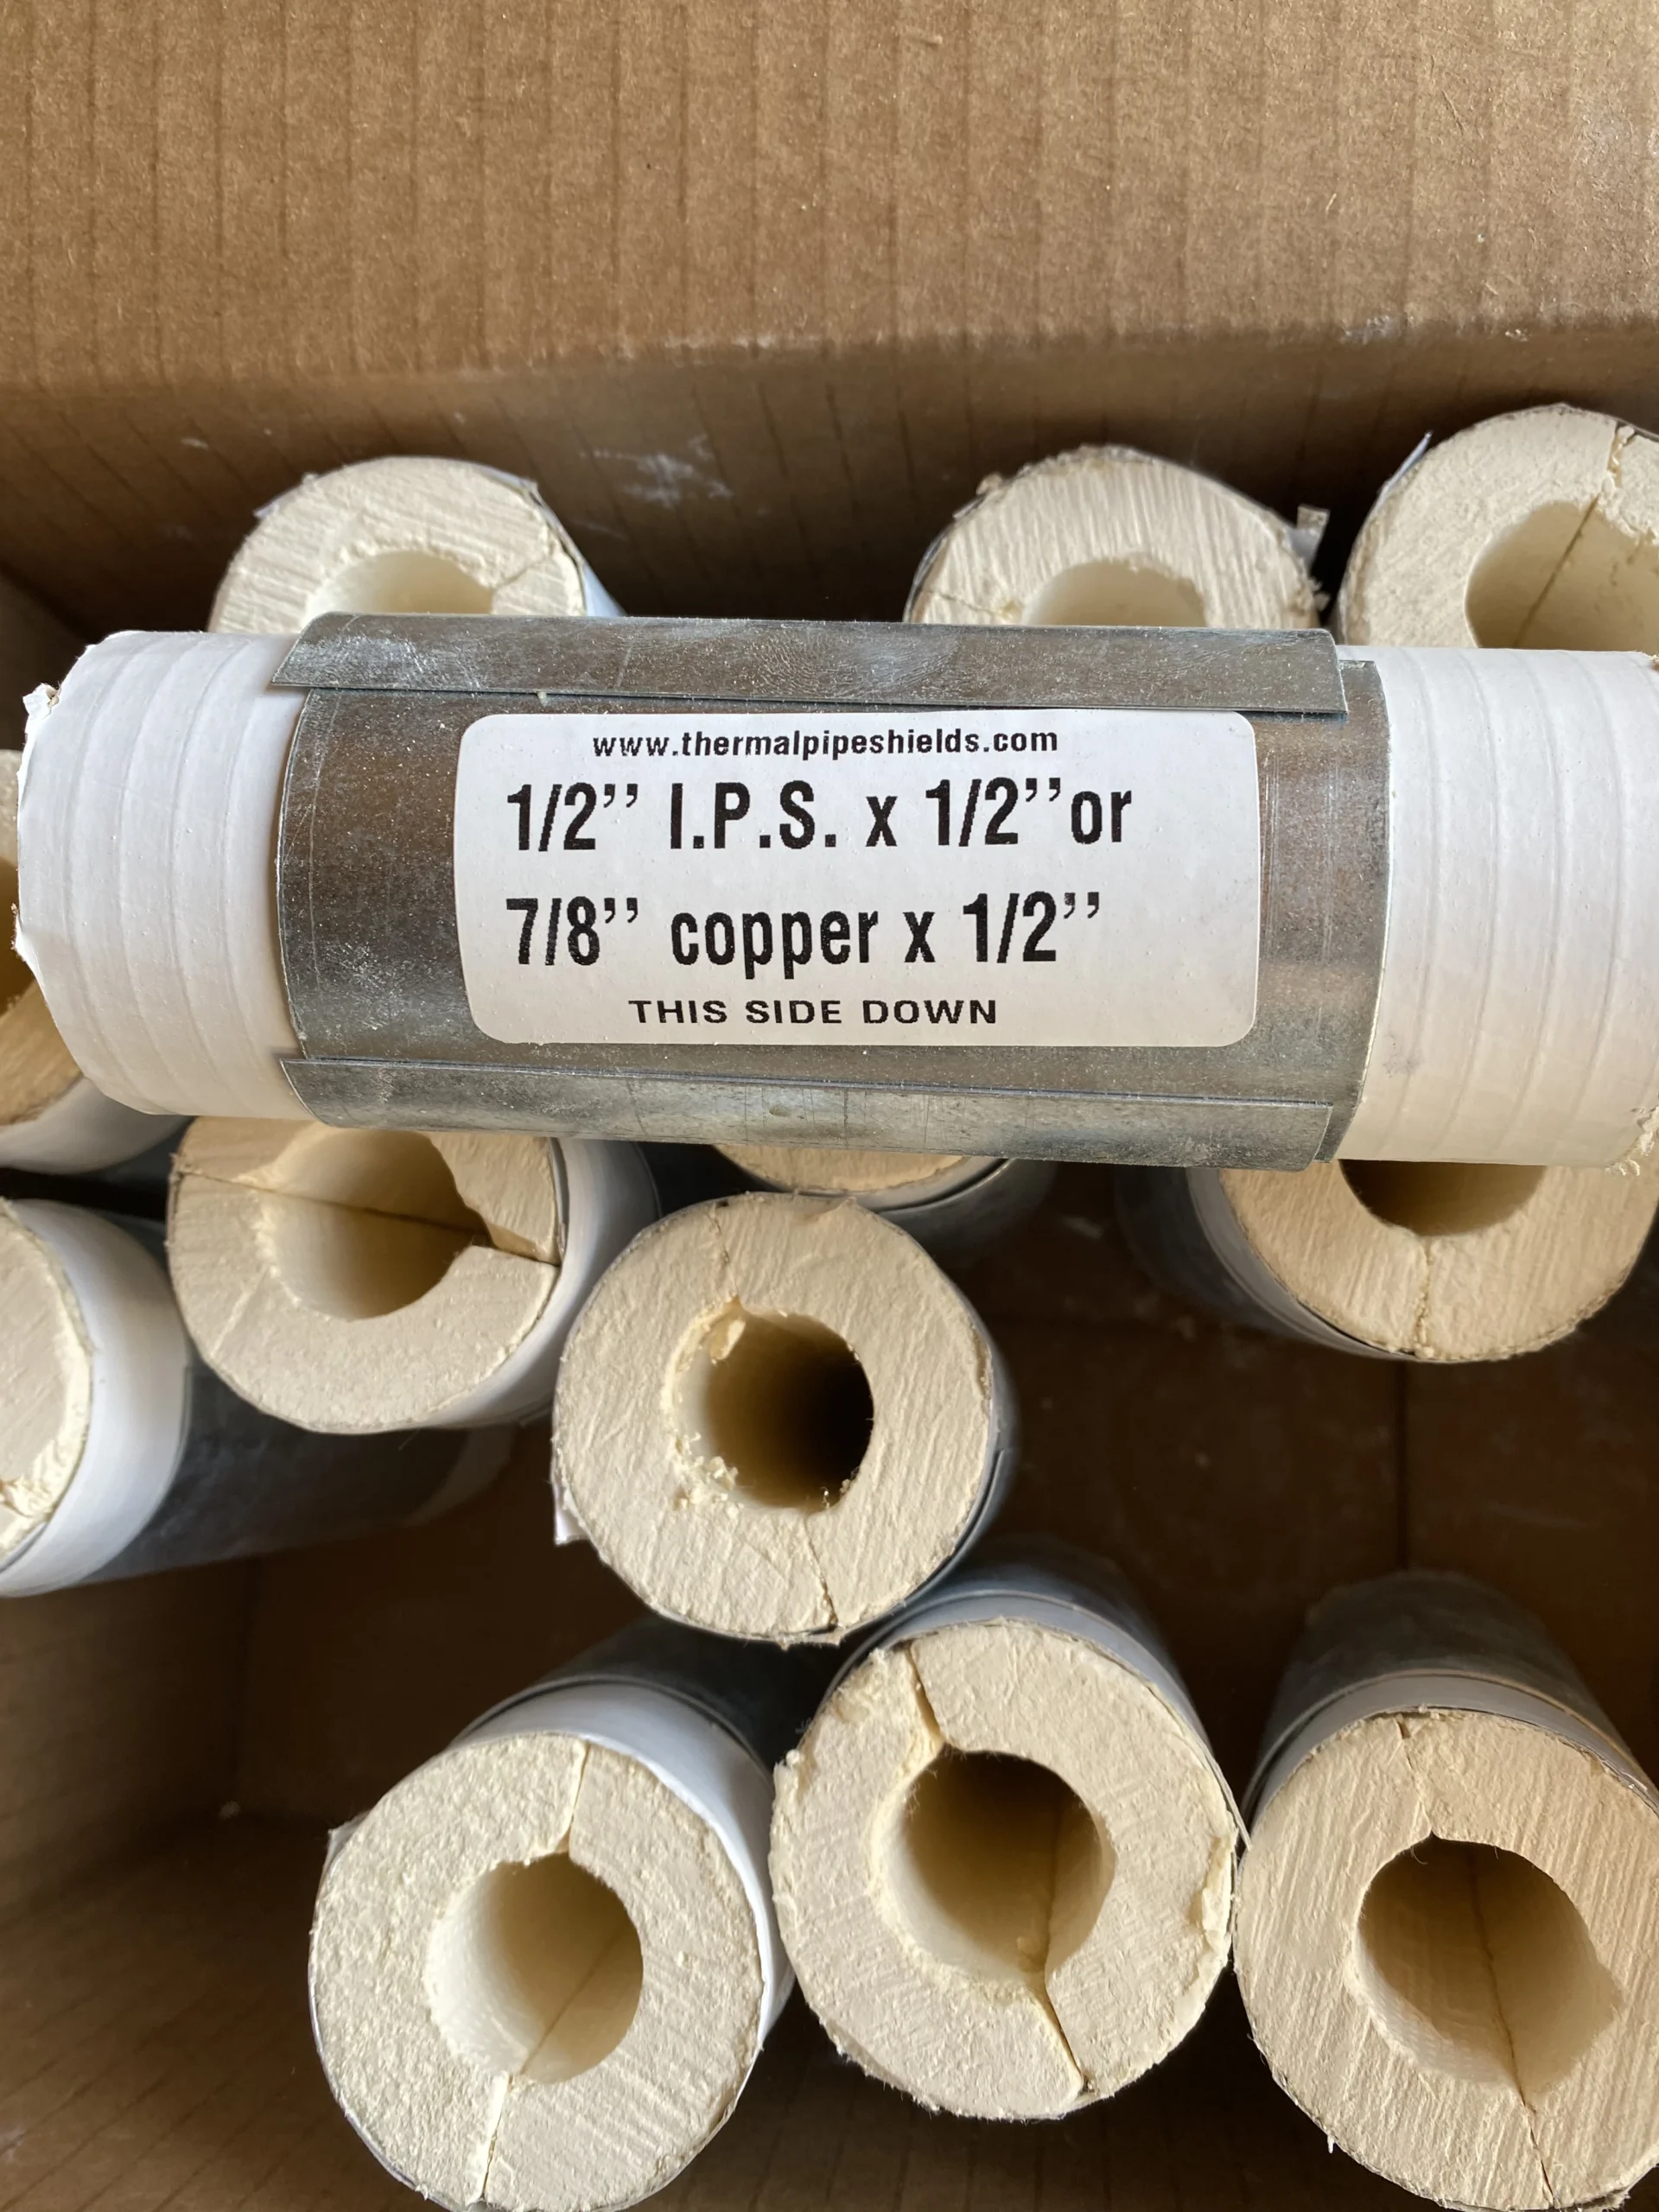 www.thermalpipeshields.com
1/2’’ I.P.S. x 1/2’’or
7/8’’ copper x 1/2’’
THIS SIDE DOWN